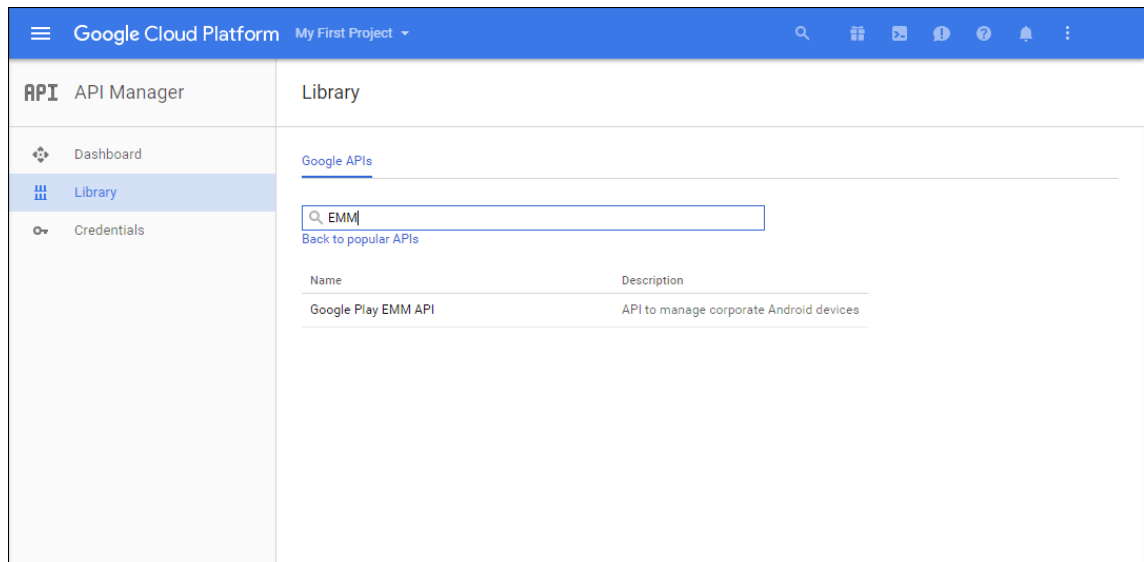 Google Cloud Platform My First Project
API API Manager
Library
Dashboard
Library
Credentials
Google APIs
EMM
Back to popular APIs
Name Description
Google Play EMM API API to manage corporate Android devices